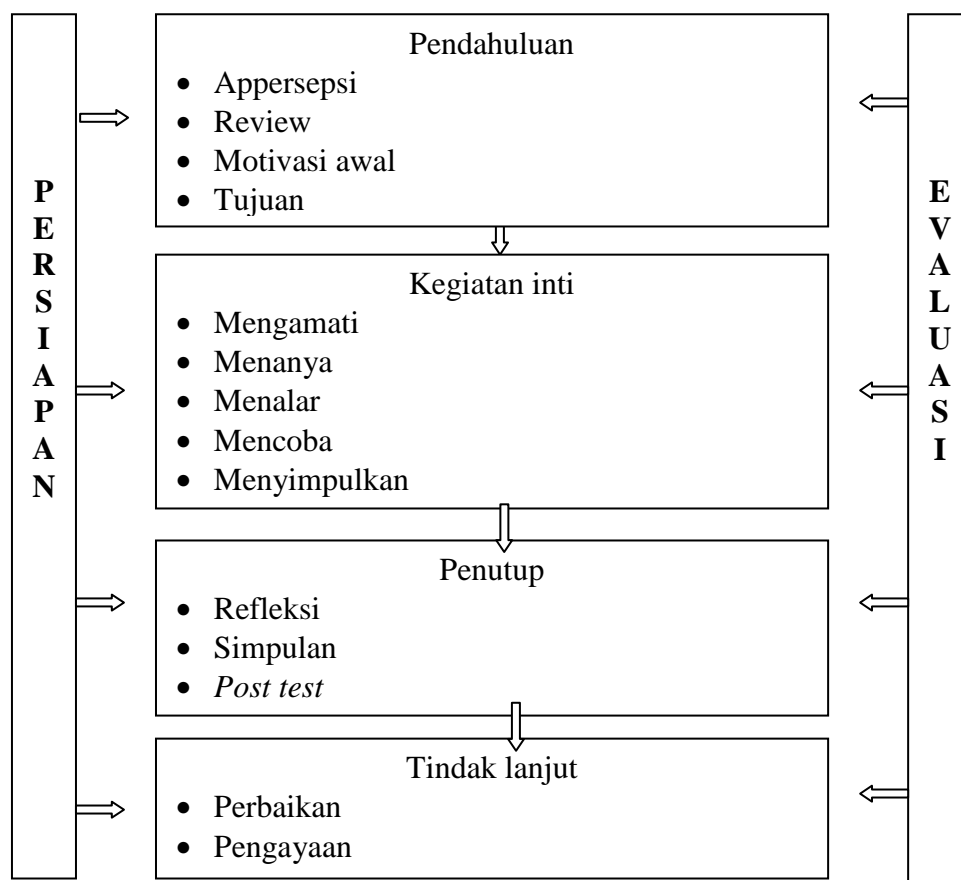 PERSIAPAN
Pendahuluan
• Appersepsi
• Review
• Motivasi awal
• Tujuan
Kegiatan inti
• Mengamati
• Menanya
• Menalar
• Mencoba
• Menyimpulkan
Penutup
• Refleksi
• Simpulan
• Post test
Tindak lanjut
• Perbaikan
• Pengayaan
EVALUASI